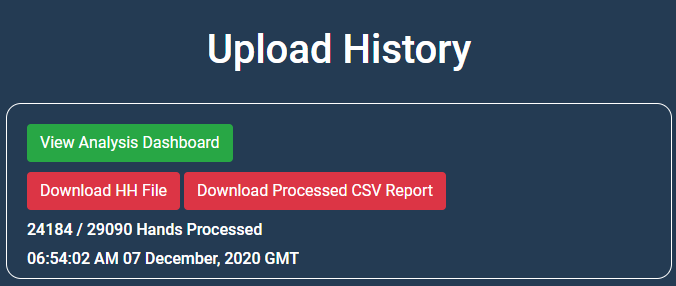 Upload History
View Analysis Dashboard
Download HH File Download Processed CSV Report
24184 / 29090 Hands Processed
06:54:02 AM 07 December, 2020 GMT